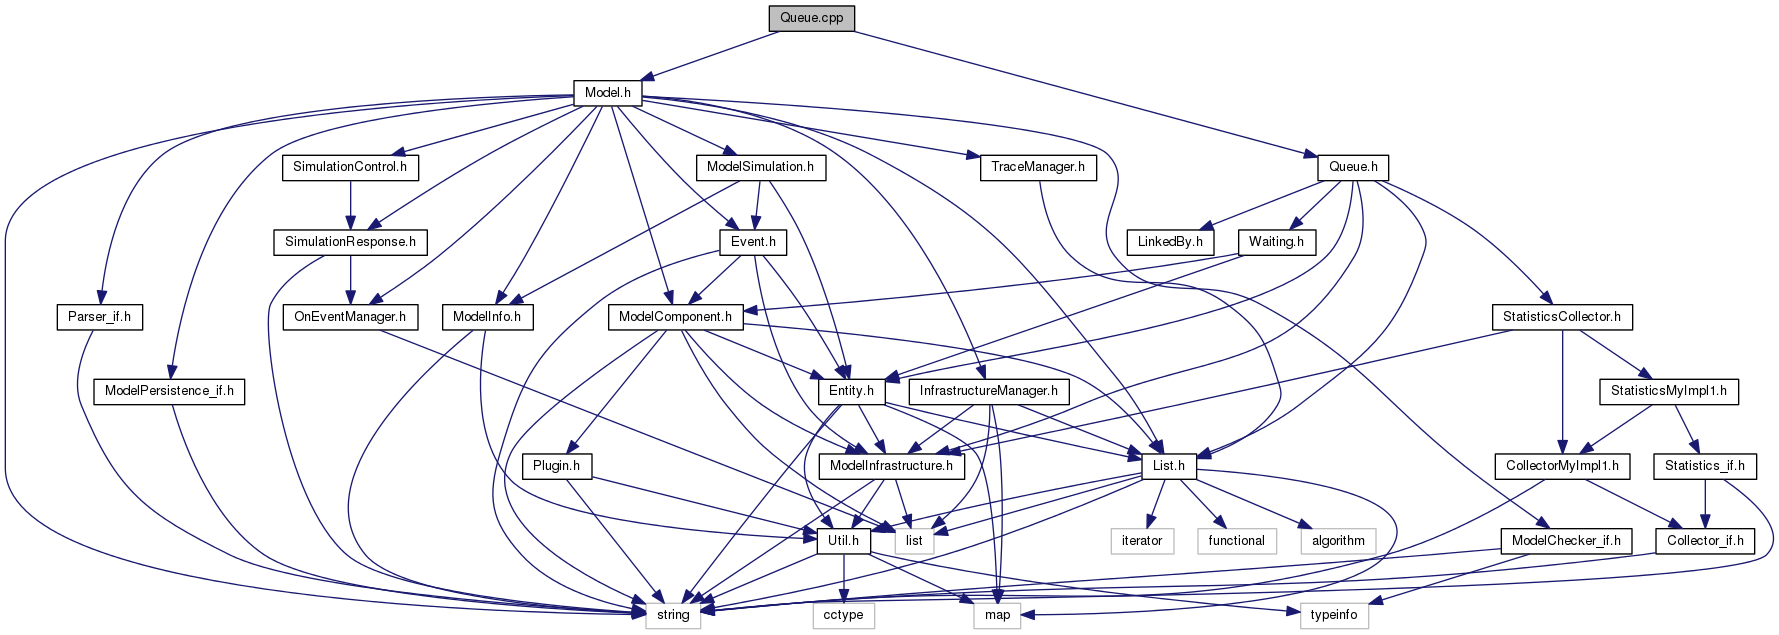 Queue.cpp
Model.h
SimulationControl.h
ModelSimulation.h
TraceManager.h
Queue.h
SimulationResponse.h
Event.h
LinkedBy.h
Waiting.h
Parser_if.h
OnEventManager.h
ModelInfo.h
ModelComponent.h
StatisticsCollector.h
ModelPersistence_if.h
Entity.h
InfrastructureManager.h
StatisticsMyImpl1.h
Plugin.h
ModelInfrastructure.h
List.h
CollectorMyImpl1.h
Statistics_if.h
Util.h
list
iterator
functional
algorithm
ModelChecker_if.h
Collector_if.h
string
cctype
map
typeinfo